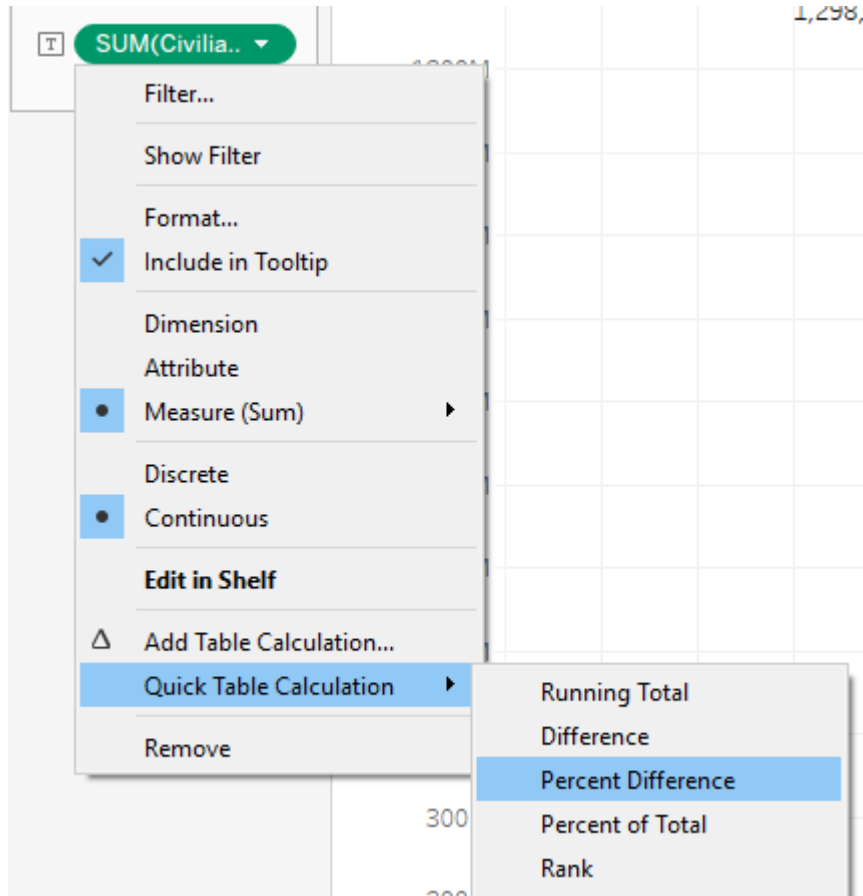 1,298,
T SUM(Civilia..
Filter...
Show Filter
Format...
Include in Tooltip
Dimension
Attribute
Measure (Sum)
Discrete
Continuous
Edit in Shelf
Add Table Calculation...
Quick Table Calculation
Remove
Running Total
Difference
Percent Difference
Percent of Total
Rank
300